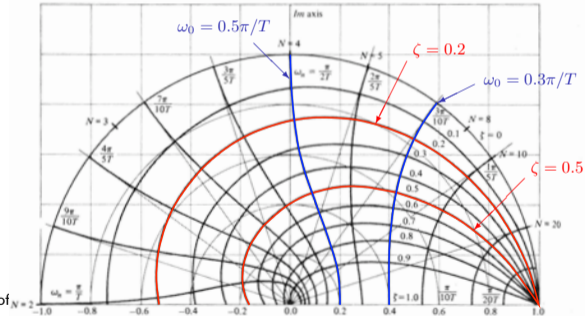 Im axis
ω₀ = 0.5π/T
N = 4
N = 5
ζ = 0.2
ωₙ = π/2T
3π/5T
2π/5T
ω₀ = 0.3π/T
7π/10T
3π/10T
N = 8
N = 3
0.1
ζ = 0
0.2
4π/5T
0.3
N = 10
0.4
π/5T
ζ = 0.5
0.5
0.6
9π/10T
0.7
N = 20
0.8
0.9
of
N = 2
ωₙ = π/T
ζ = 1.0
π/10T
π/20T
−1.0 −0.8 −0.6 −0.4 −0.2 0.0 0.2 0.4 0.6 0.8 1.0